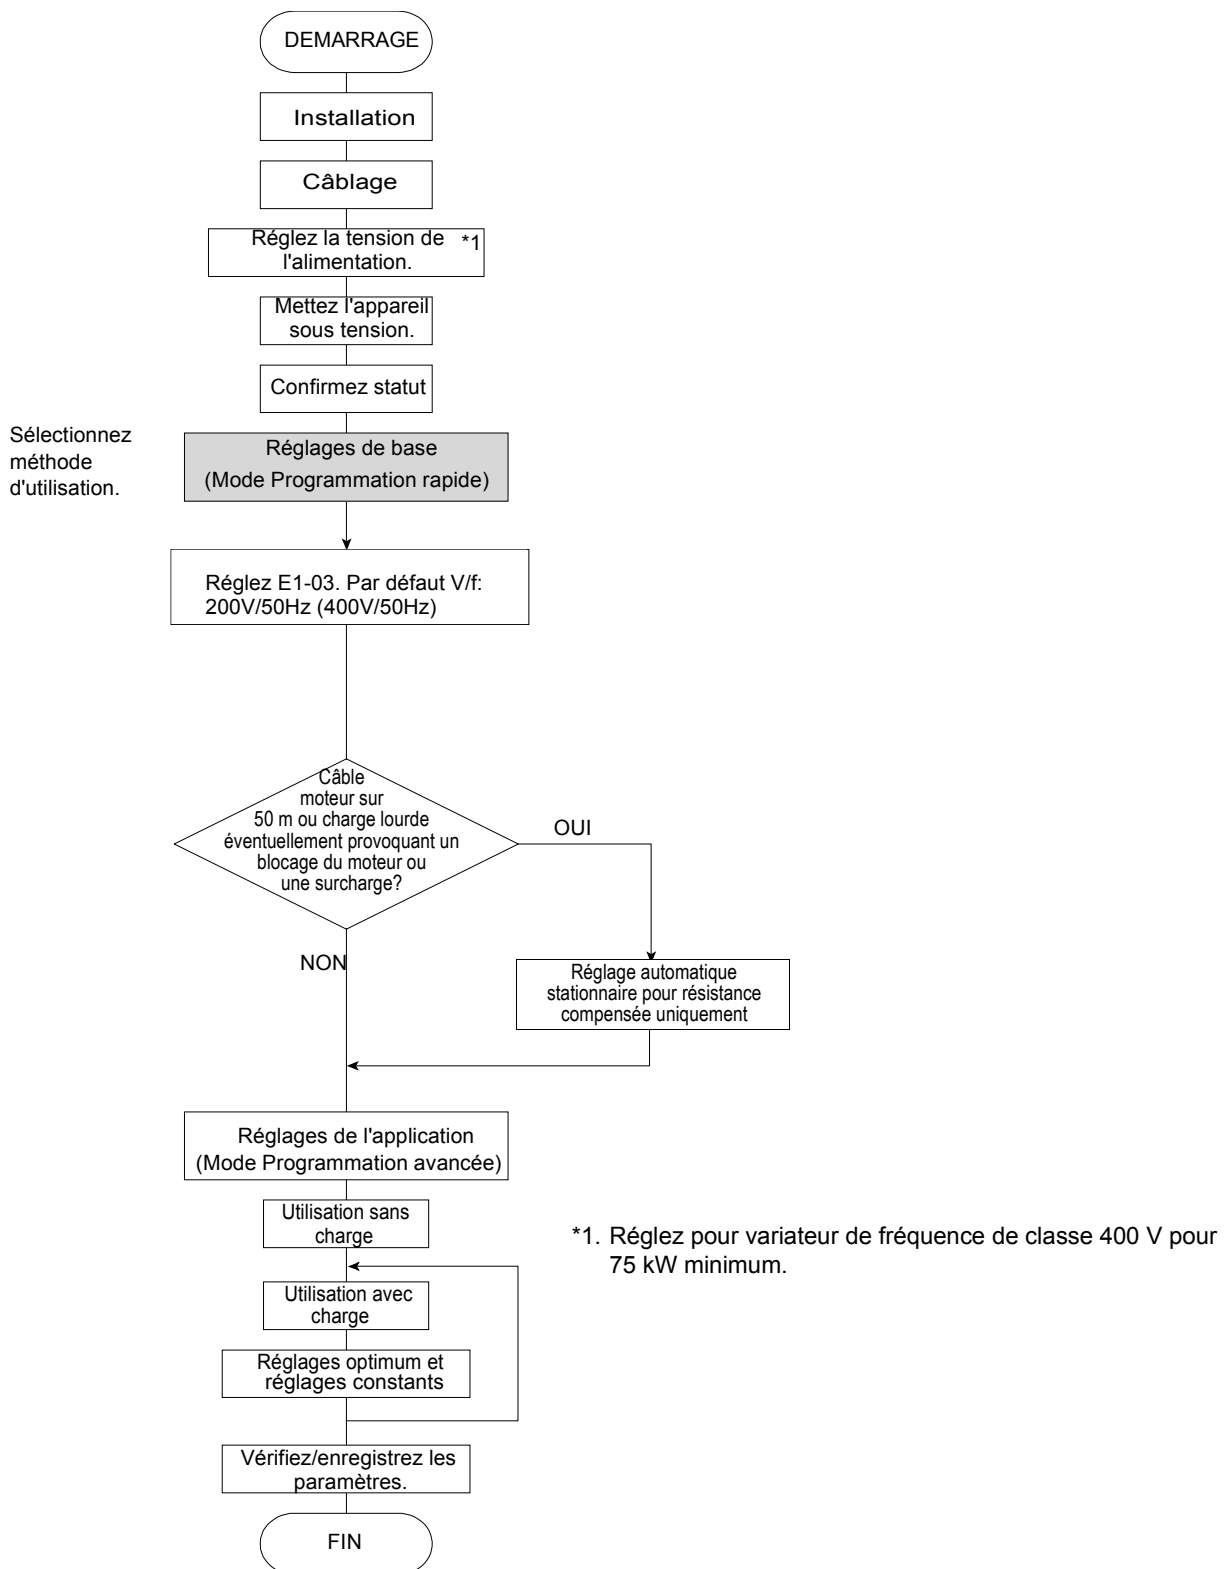 DEMARRAGE
Installation
Câblage
Réglez la tension de *1
l'alimentation.
Mettez l'appareil
sous tension.
Confirmez statut
Sélectionnez
méthode
d'utilisation.
Réglages de base
(Mode Programmation rapide)
Réglez E1-03. Par défaut V/f:
200V/50Hz (400V/50Hz)
Câble
moteur sur
50 m ou charge lourde
éventuellement provoquant un
blocage du moteur ou
une surcharge?
OUI
NON
Réglage automatique
stationnaire pour résistance
compensée uniquement
Réglages de l'application
(Mode Programmation avancée)
Utilisation sans
charge
*1. Réglez pour variateur de fréquence de classe 400 V pour
75 kW minimum.
Utilisation avec
charge
Réglages optimum et
réglages constants
Vérifiez/enregistrez les
paramètres.
FIN